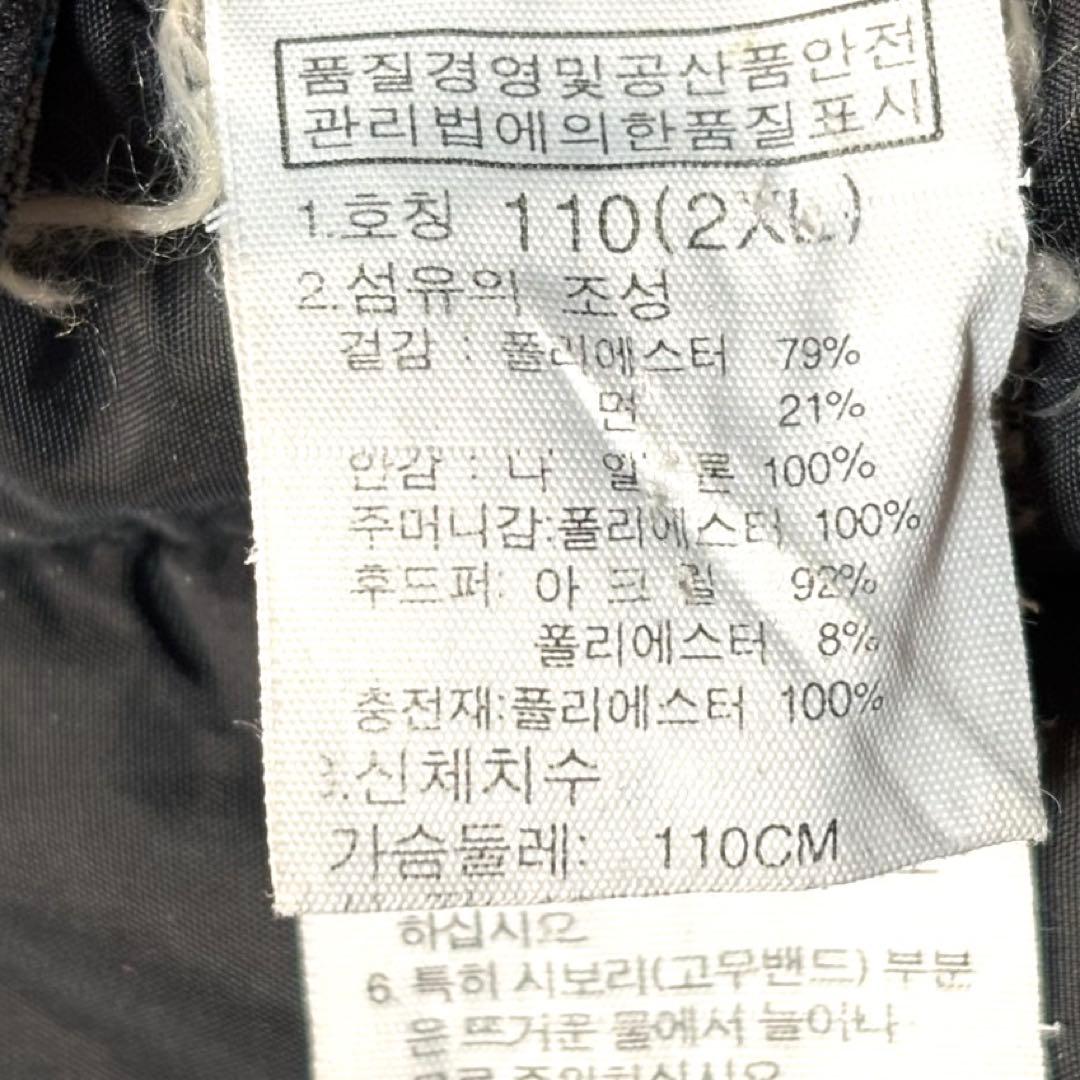 품질경영및공산품안전
관리법에의한품질표시
1.호칭 110(2XL)
2.섬유의 조성
겉감 : 폴리에스터 79%
면 21%
안감 : 나 일 론 100%
주머니감:폴리에스터 100%
후드퍼: 아 크 릴 92%
폴리에스터 8%
충전재:폴리에스터 100%
3.신체치수
가슴둘레: 110CM
하십시요
6. 특히 시보리(고무밴드) 부분
은 뜨거운 물에서 늘어나